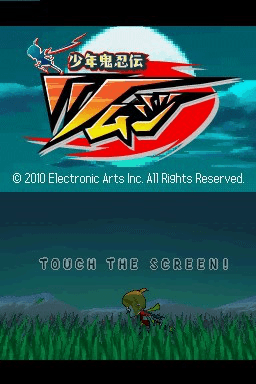 少年鬼忍伝
ツムジ
© 2010 Electronic Arts Inc. All Rights Reserved.
TOUCH THE SCREEN!